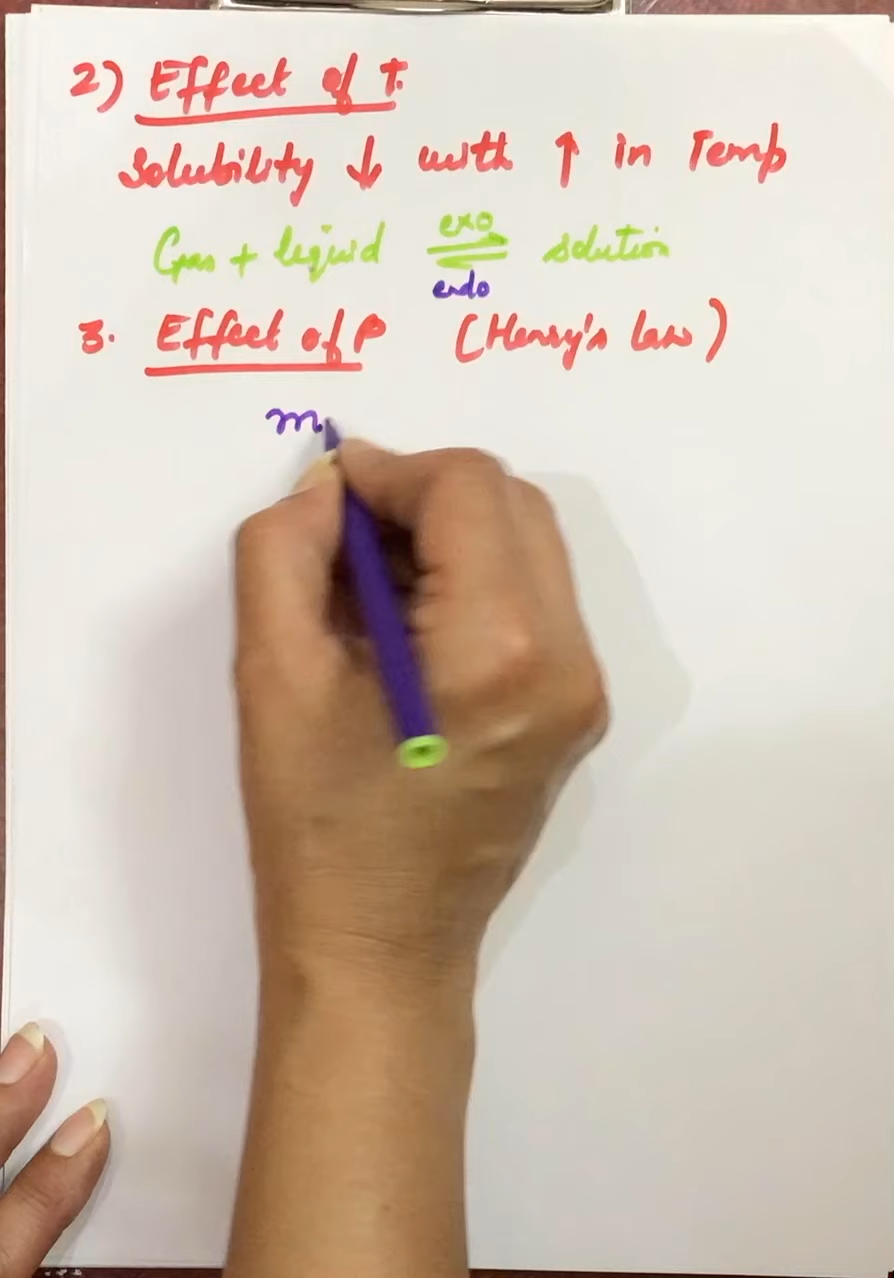 2) Effect of T.
Solubility ↓ with ↑ in Temp
Gas + liquid exo ⇌ endo solution
3. Effect of P (Henry's law)
m